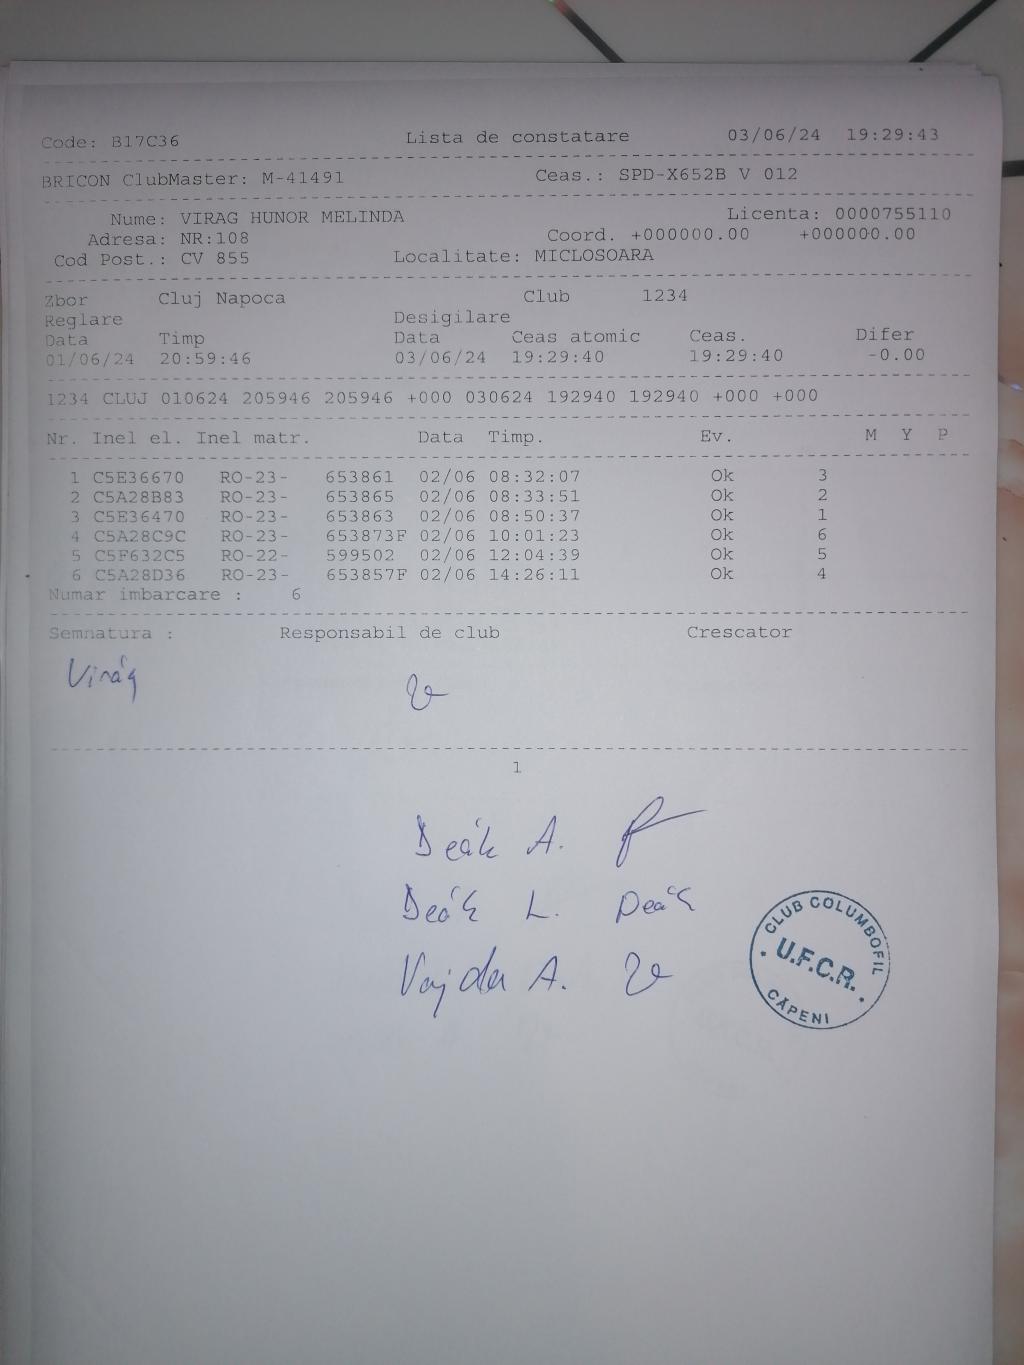 Code: B17C36 Lista de constatare 03/06/24 19:29:43
BRICON ClubMaster: M-41491 Ceas.: SPD-X652B V 012
Nume: VIRAG HUNOR MELINDA Licenta: 0000755110
Adresa: NR:108 Coord. +000000.00 +000000.00
Cod Post.: CV 855 Localitate: MICLOSOARA
Zbor Cluj Napoca Club 1234
Reglare Desigilare
Data Timp Data Ceas atomic Ceas. Difer
01/06/24 20:59:46 03/06/24 19:29:40 19:29:40 -0.00
1234 CLUJ 010624 205946 205946 +000 030624 192940 192940 +000 +000
Nr. Inel el. Inel matr. Data Timp. Ev. M Y P
1 C5E36670 RO-23- 653861 02/06 08:32:07 Ok 3
2 C5A28B83 RO-23- 653865 02/06 08:33:51 Ok 2
3 C5E36470 RO-23- 653863 02/06 08:50:37 Ok 1
4 C5A28C9C RO-23- 653873F 02/06 10:01:23 Ok 6
5 C5F632C5 RO-22- 599502 02/06 12:04:39 Ok 5
6 C5A28D36 RO-23- 653857F 02/06 14:26:11 Ok 4
Numar imbarcare : 6
Semnatura : Responsabil de club Crescator
Virág
1
Deák A.
Deák L. Deák
Vajda A.
CLUB COLUMBOFIL
U.F.C.R.
CĂPENI